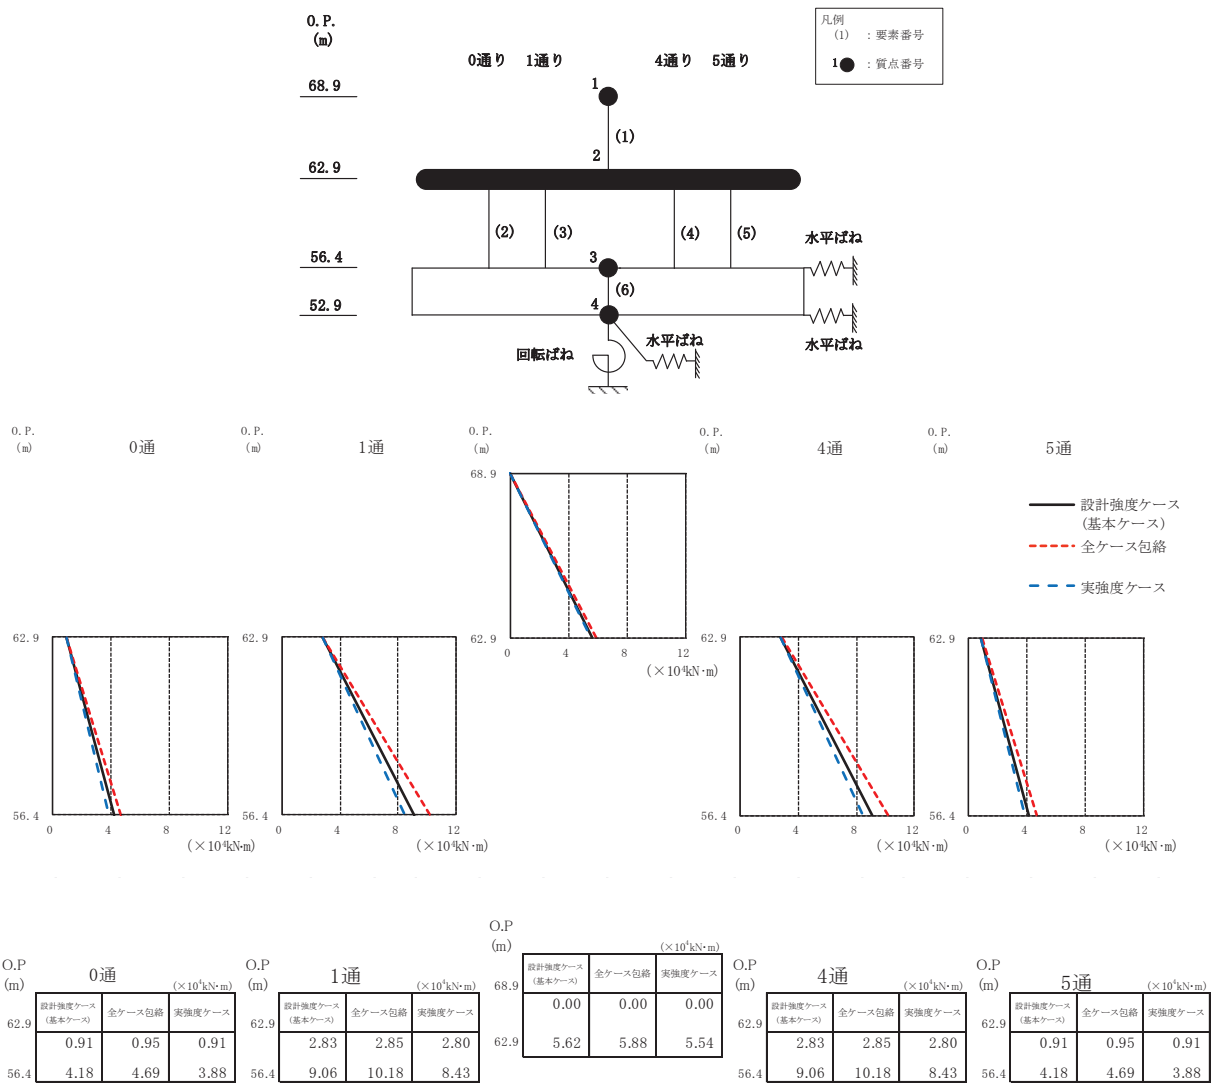 O.P.
(m)
0通り 1通り 4通り 5通り
凡例
(1) : 要素番号
1 : 質点番号
68.9
1
(1)
62.9
2
(2) (3) (4) (5)
水平ばね
56.4
3
(6)
52.9
4
水平ばね
水平ばね
回転ばね
O.P.
(m)
0通
O.P.
(m)
1通
O.P.
(m)
O.P.
(m)
4通
O.P.
(m)
5通
68.9
62.9
0 4 8 12
(×10⁴kN·m)
設計強度ケース
(基本ケース)
全ケース包絡
実強度ケース
62.9
56.4
0 4 8 12
(×10⁴kN·m)
62.9
56.4
0 4 8 12
(×10⁴kN·m)
62.9
56.4
0 4 8 12
(×10⁴kN·m)
62.9
56.4
0 4 8 12
(×10⁴kN·m)
O.P
(m)
0通
(×10⁴kN·m)
設計強度ケース
(基本ケース)
全ケース包絡 実強度ケース
62.9
0.91 0.95 0.91
56.4 4.18 4.69 3.88
O.P
(m)
1通
(×10⁴kN·m)
設計強度ケース
(基本ケース)
全ケース包絡 実強度ケース
62.9
2.83 2.85 2.80
56.4 9.06 10.18 8.43
O.P
(m)
(×10⁴kN·m)
設計強度ケース
(基本ケース)
全ケース包絡 実強度ケース
68.9
0.00 0.00 0.00
62.9 5.62 5.88 5.54
O.P
(m)
4通
(×10⁴kN·m)
設計強度ケース
(基本ケース)
全ケース包絡 実強度ケース
62.9
2.83 2.85 2.80
56.4 9.06 10.18 8.43
O.P
(m)
5通
(×10⁴kN·m)
設計強度ケース
(基本ケース)
全ケース包絡 実強度ケース
62.9
0.91 0.95 0.91
56.4 4.18 4.69 3.88